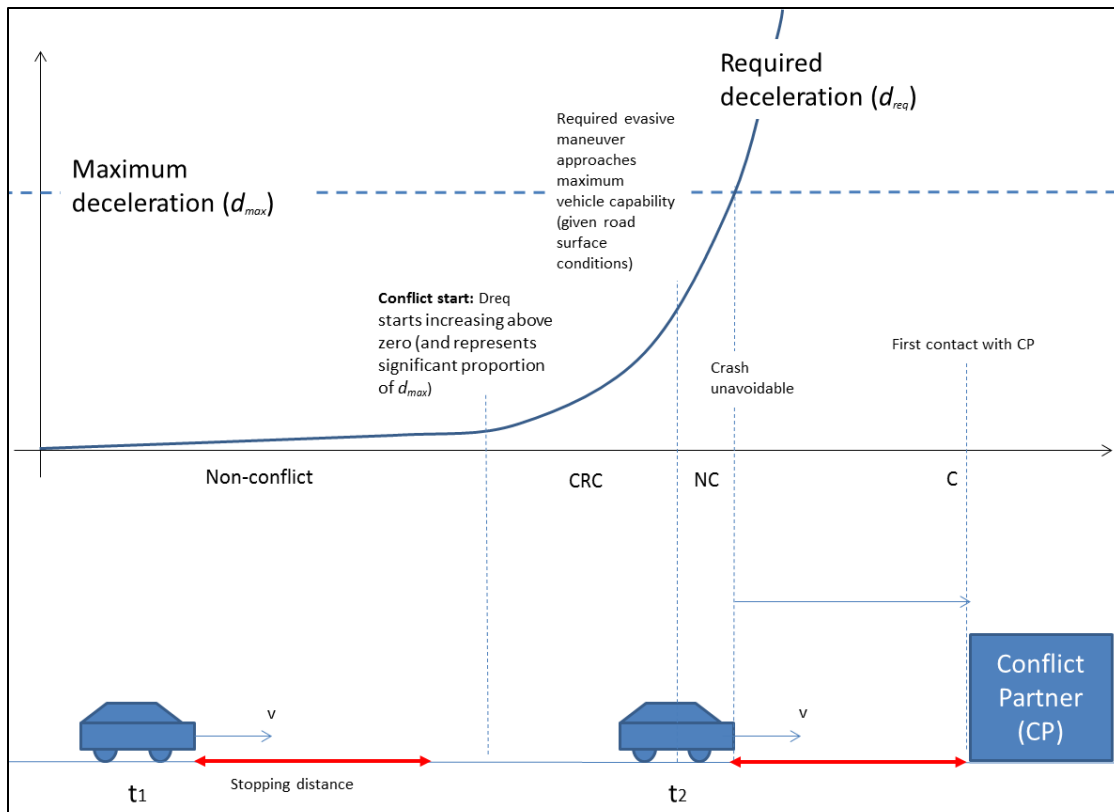 Required
deceleration (dreq)
Required evasive
maneuver
approaches
maximum
vehicle capability
(given road
surface
conditions)
Maximum
deceleration (dmax)
Conflict start: Dreq
starts increasing above
zero (and represents
significant proportion
of dmax)
First contact with CP
Crash
unavoidable
Non-conflict
CRC
NC
C
Conflict
Partner
(CP)
v
v
Stopping distance
t1
t2